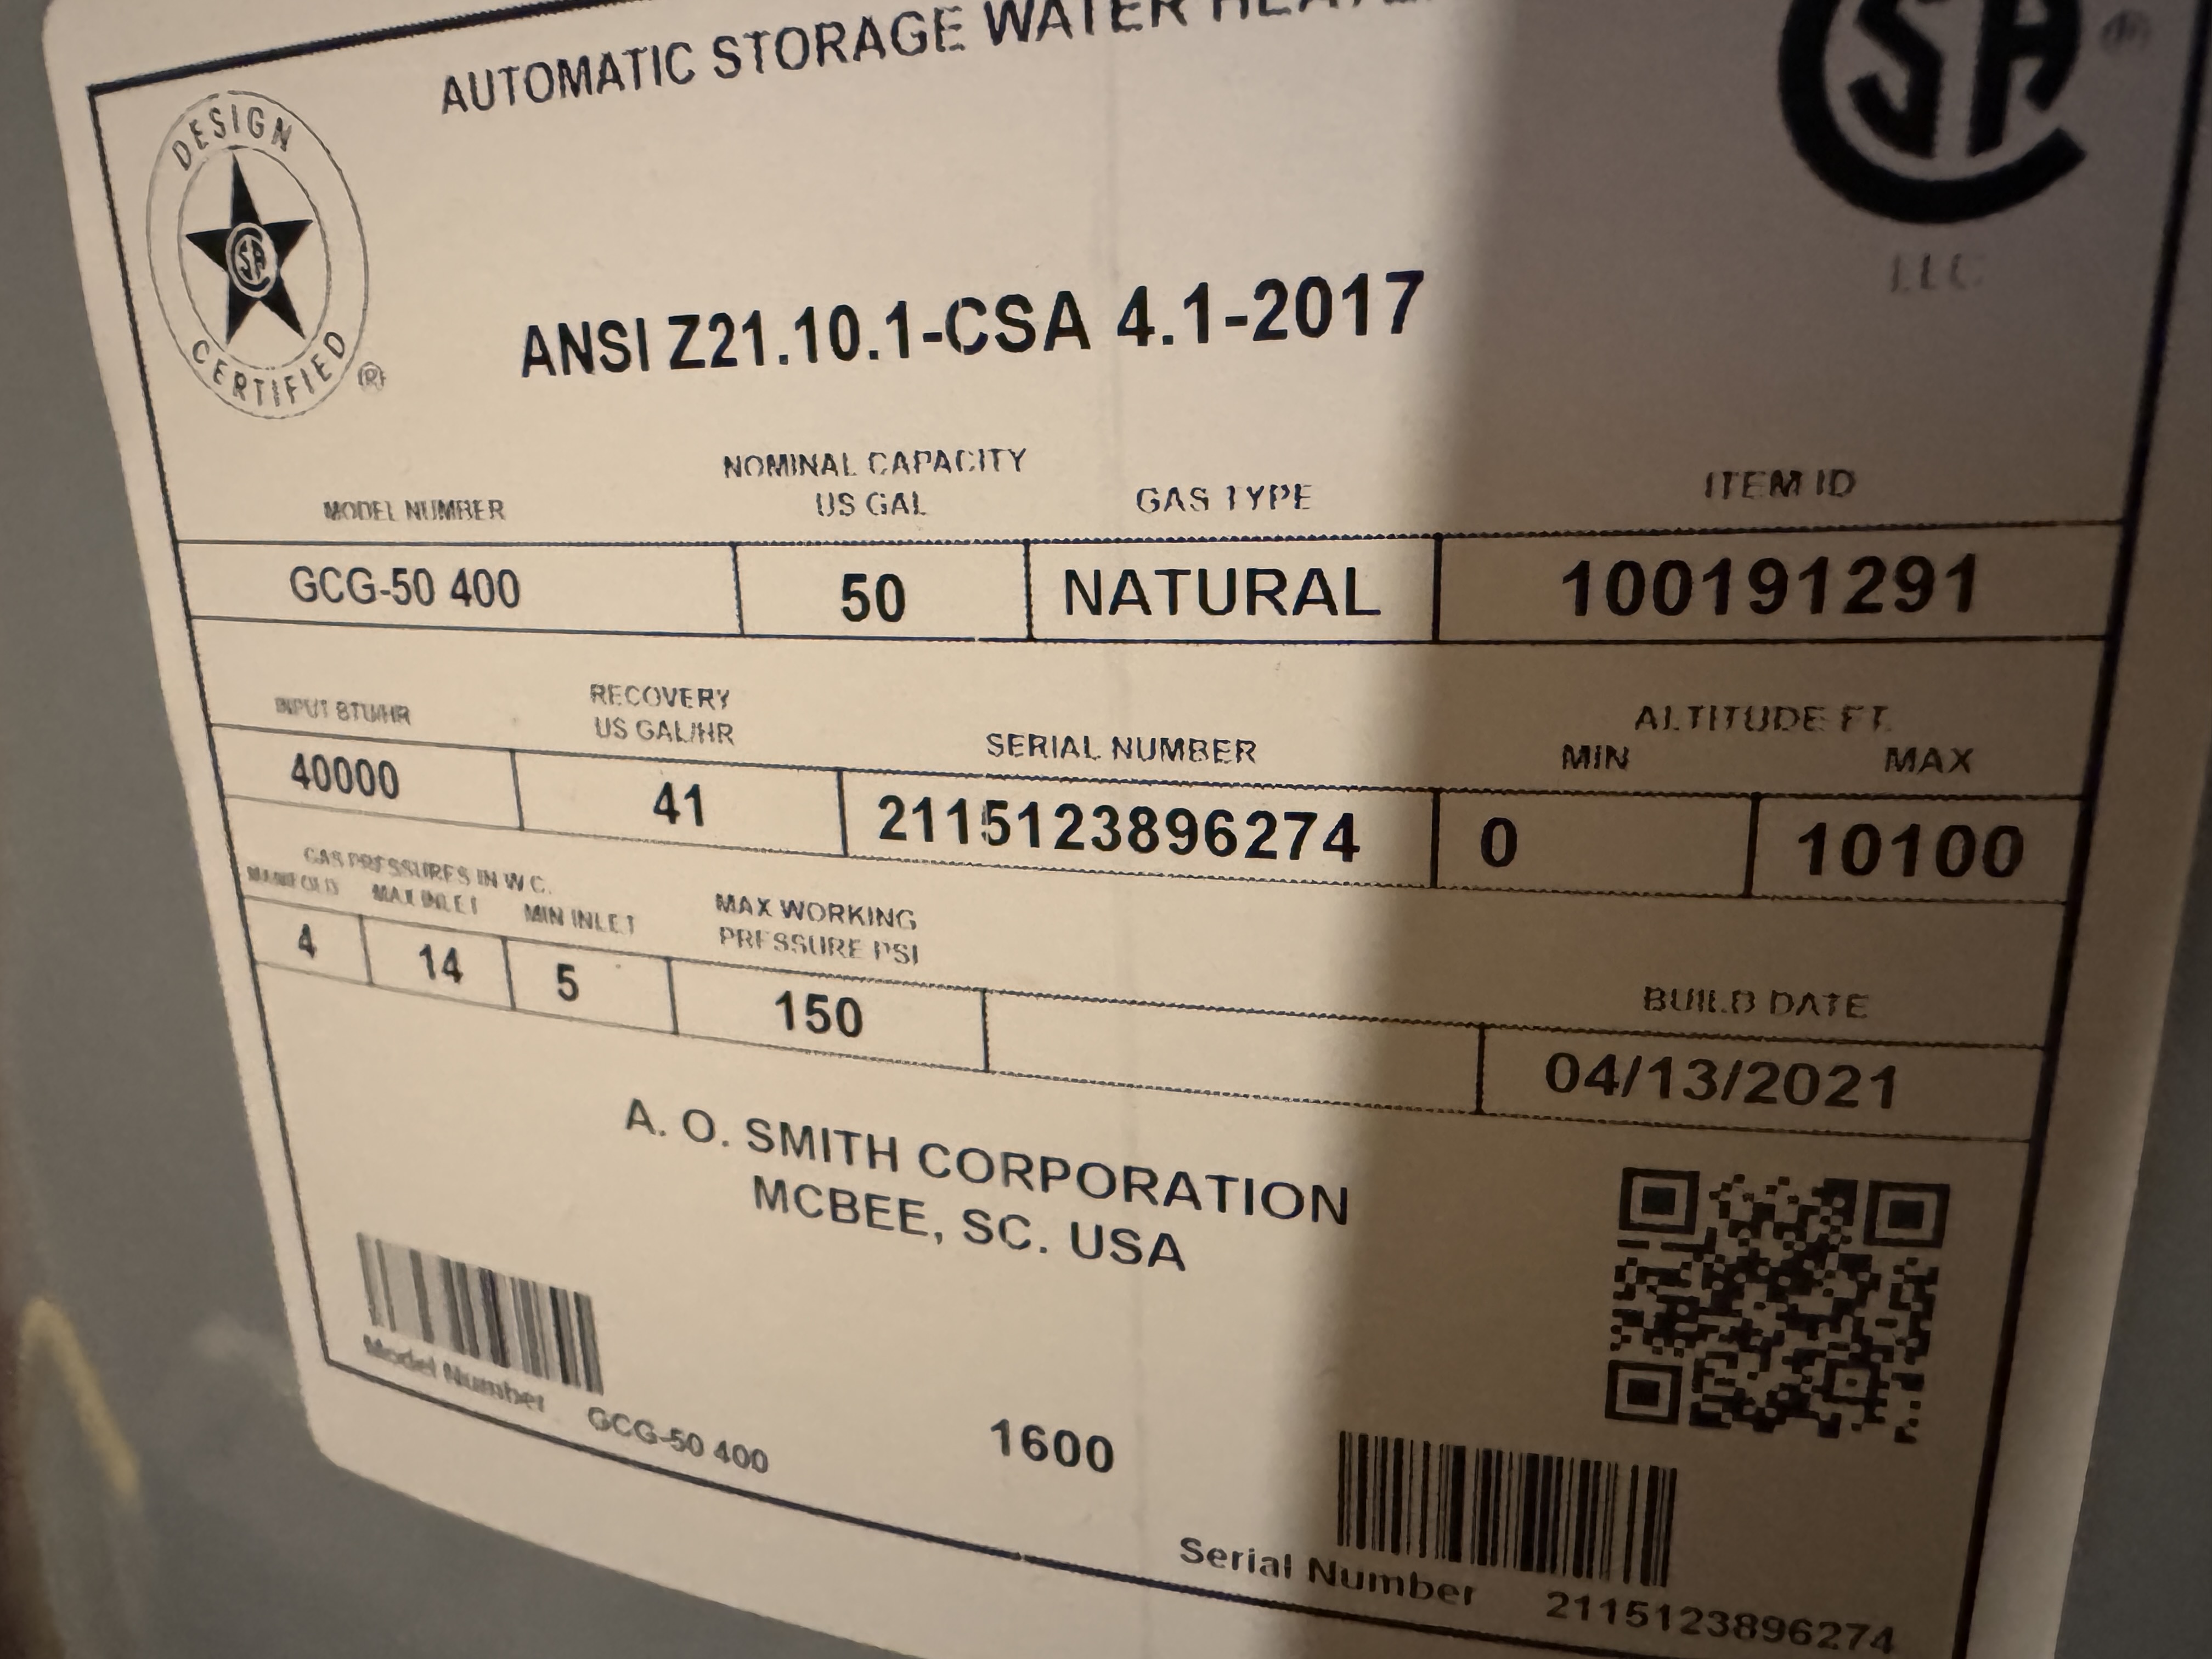 AUTOMATIC STORAGE WATER HEATE
DESIGN
CSA
CERTIFIED ®
CSA ®
LLC
ANSI Z21.10.1-CSA 4.1-2017
MODEL NUMBER
NOMINAL CAPACITY
US GAL
GAS TYPE
ITEM ID
GCG-50 400
50
NATURAL
100191291
INPUT BTU/HR
RECOVERY
US GAL/HR
SERIAL NUMBER
ALTITUDE FT.
MIN
MAX
40000
41
2115123896274
0
10100
GAS PRESSURES IN W.C.
MANIFOLD
MAX INLET
MIN INLET
MAX WORKING
PRESSURE PSI
BUILD DATE
4
14
5
150
04/13/2021
A. O. SMITH CORPORATION
MCBEE, SC. USA
Model Number GCG-50 400
1600
Serial Number 2115123896274